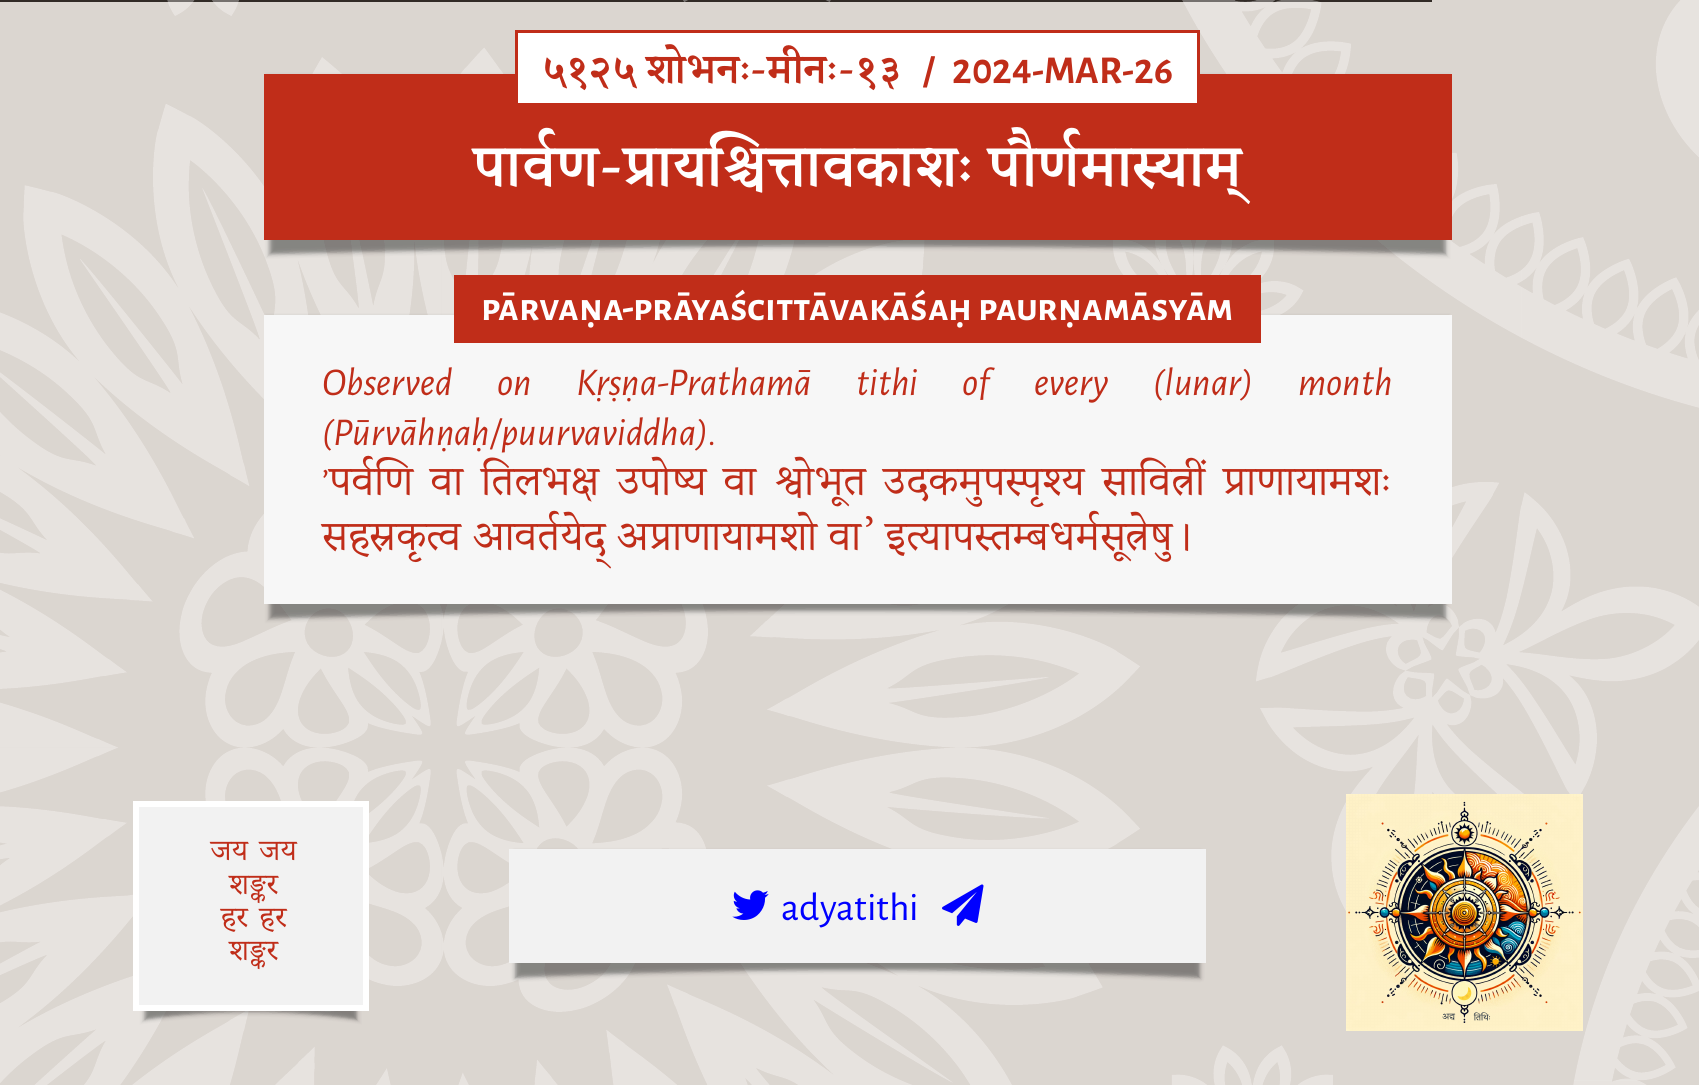 ५१२५ शोभनः-मीनः-१३ / 2024-MAR-26
पार्वण-प्रायश्चित्तावकाशः पौर्णमास्याम्
PĀRVAṆA-PRĀYAŚCITTĀVAKĀŚAḤ PAURṆAMĀSYĀM
Observed on Kṛṣṇa-Prathamā tithi of every (lunar) month
(Pūrvāhṇaḥ/puurvaviddha).
’पर्वणि वा तिलभक्ष उपोष्य वा श्वोभूत उदकमुपस्पृश्य सावित्रीं प्राणायामशः
सहस्रकृत्व आवर्तयेद् अप्राणायामशो वा’ इत्यापस्तम्बधर्मसूत्रेषु।
जय जय
शङ्कर
हर हर
शङ्कर
adyatithi
अद्य तिथिः